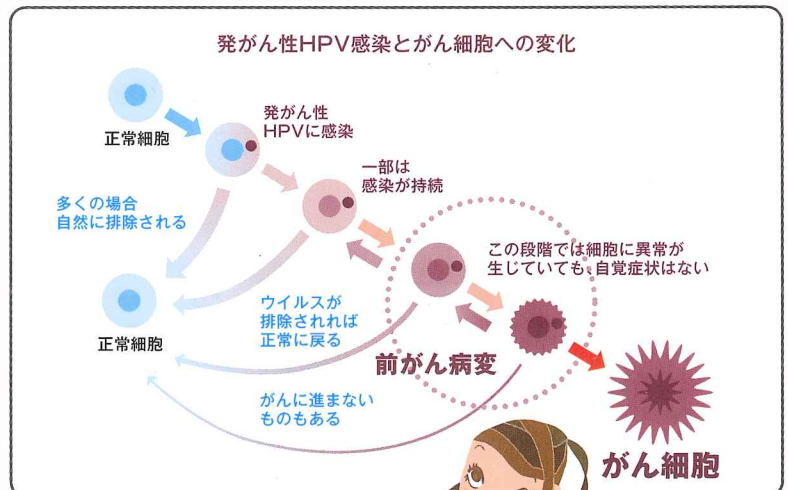 発がん性HPV感染とがん細胞への変化
正常細胞
発がん性
HPVに感染
一部は
感染が持続
多くの場合
自然に排除される
この段階では細胞に異常が
生じていても、自覚症状はない
正常細胞
ウイルスが
排除されれば
正常に戻る
前がん病変
がんに進まない
ものもある
がん細胞